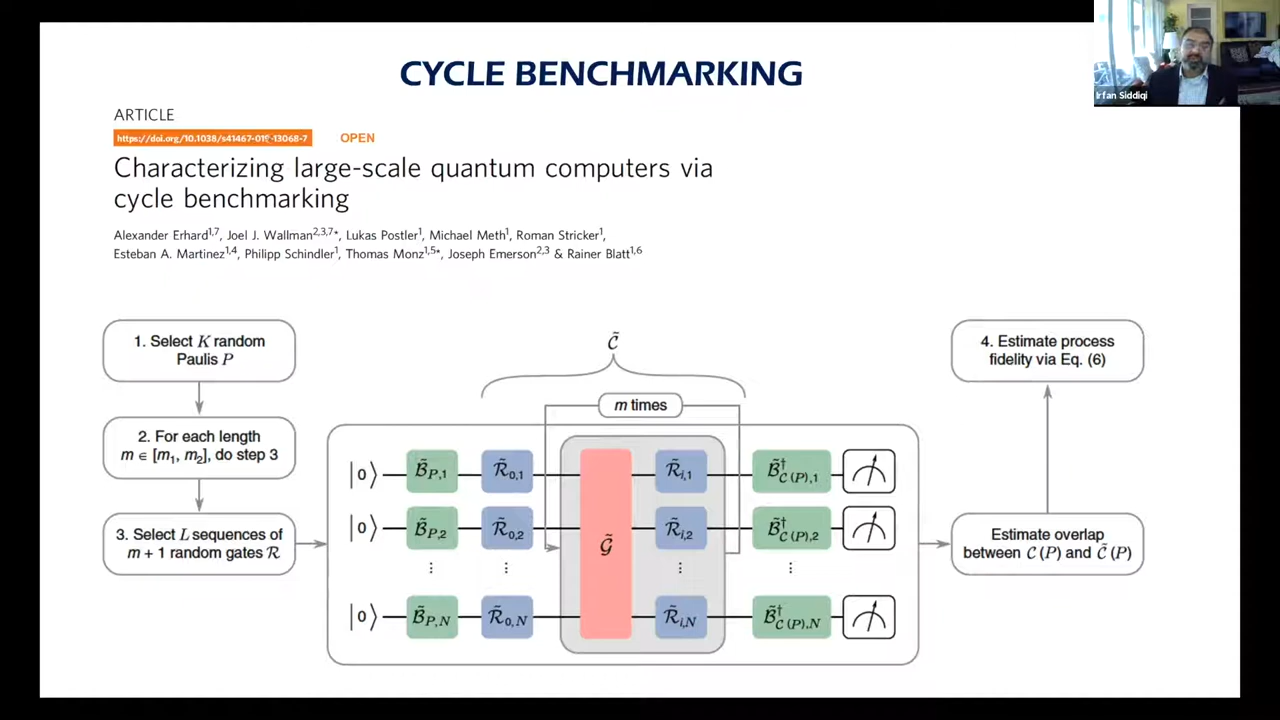 CYCLE BENCHMARKING
Irfan Siddiqi
ARTICLE
https://doi.org/10.1038/s41467-019-13068-7
OPEN
Characterizing large-scale quantum computers via
cycle benchmarking
Alexander Erhard1,7, Joel J. Wallman2,3,7*, Lukas Postler1, Michael Meth1, Roman Stricker1,
Esteban A. Martinez1,4, Philipp Schindler1, Thomas Monz1,5*, Joseph Emerson2,3 & Rainer Blatt1,6
1. Select K random
Paulis P
2. For each length
m ∈ [m₁, m₂], do step 3
3. Select L sequences of
m + 1 random gates R
C̃
m times
|0⟩ B̃P,1 R̃0,1 R̃i,1 B̃†C(P),1
|0⟩ B̃P,2 R̃0,2 R̃i,2 B̃†C(P),2
G̃
⋮ ⋮ ⋮ ⋮
|0⟩ B̃P,N R̃0,N R̃i,N B̃†C(P),N
4. Estimate process
fidelity via Eq. (6)
Estimate overlap
between C(P) and C̃(P)